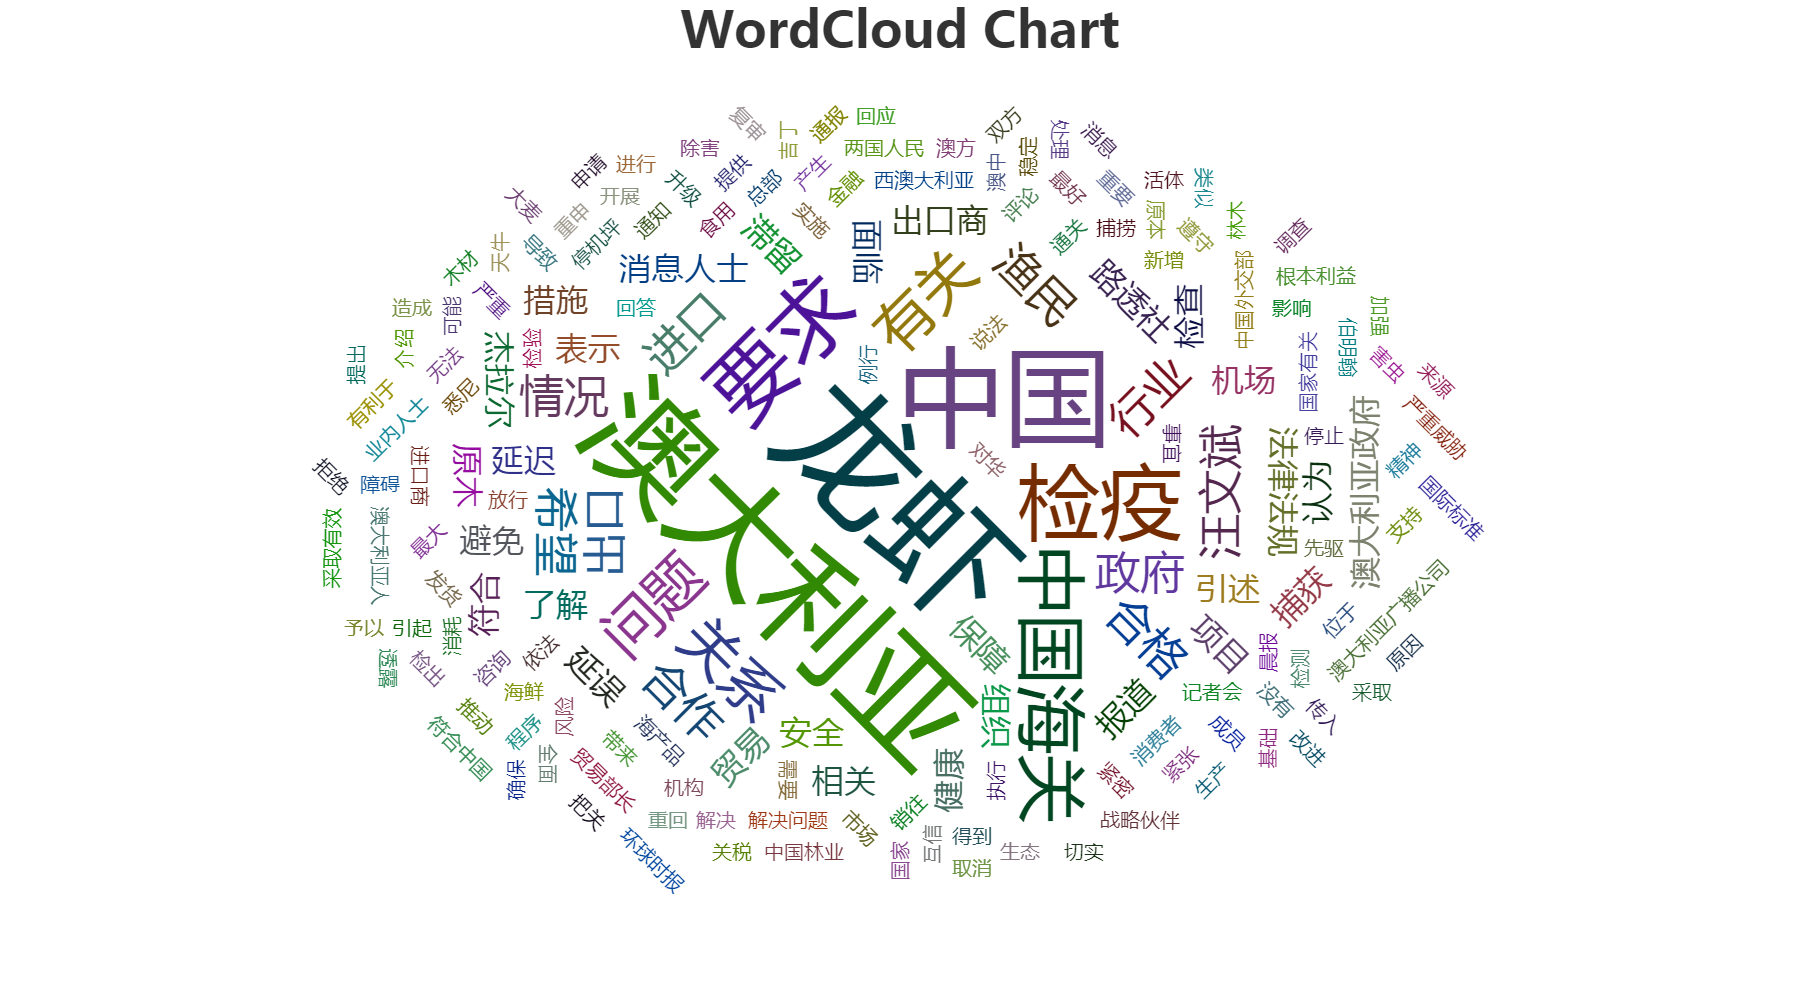 WordCloud Chart
复审
吉丁
通报
回应
双方
处理
消息
除害
两国人民
澳方
澳中
稳定
申请
进行
升级
提供
总部
产生
金融
西澳大利亚
最好
重要
活体
类似
大麦
开展
重申
通知
食用
滞留
实施
面临
出口商
评论
通关
捕捞
原本
遵守
林木
调查
天牛
导致
停机坪
木材
严重
消息人士
有关
渔民
路透社
新增
检查
中国外交部
根本利益
造成
可能
措施
回答
进口
要求
说法
影响
加强
介绍
无法
检验
表示
例行
中国
行业
国家有关
伯明翰
害虫
来源
提出
有利于
悉尼
杰拉尔
情况
澳大利亚
龙虾
机场
严重威胁
业内人士
进口商
原木
延迟
对华
事宜
汪文斌
法律法规
停止
认为
澳大利亚政府
精神
拒绝
障碍
放行
希望
出口
检疫
国际标准
采取有效
澳大利亚人
最大
避免
中国海关
政府
先驱
支持
发货
符合
了解
问题
引述
捕获
澳大利亚广播公司
予以
引起
消耗
依法
关系
保障
合格
项目
晨报
位于
原因
透露
检出
咨询
海鲜
延误
合作
组织
报道
记者会
没有
检测
采取
符合中国
推动
程序
风险
海产品
安全
消费者
成员
传入
确保
全面
贸易部长
带来
贸易
需要
相关
健康
执行
紧密
紧张
生产
基础
改进
把关
机构
重回
解决
解决问题
市场
销往
互信
得到
战略伙伴
环球时报
关税
中国林业
国家
取消
生态
切实